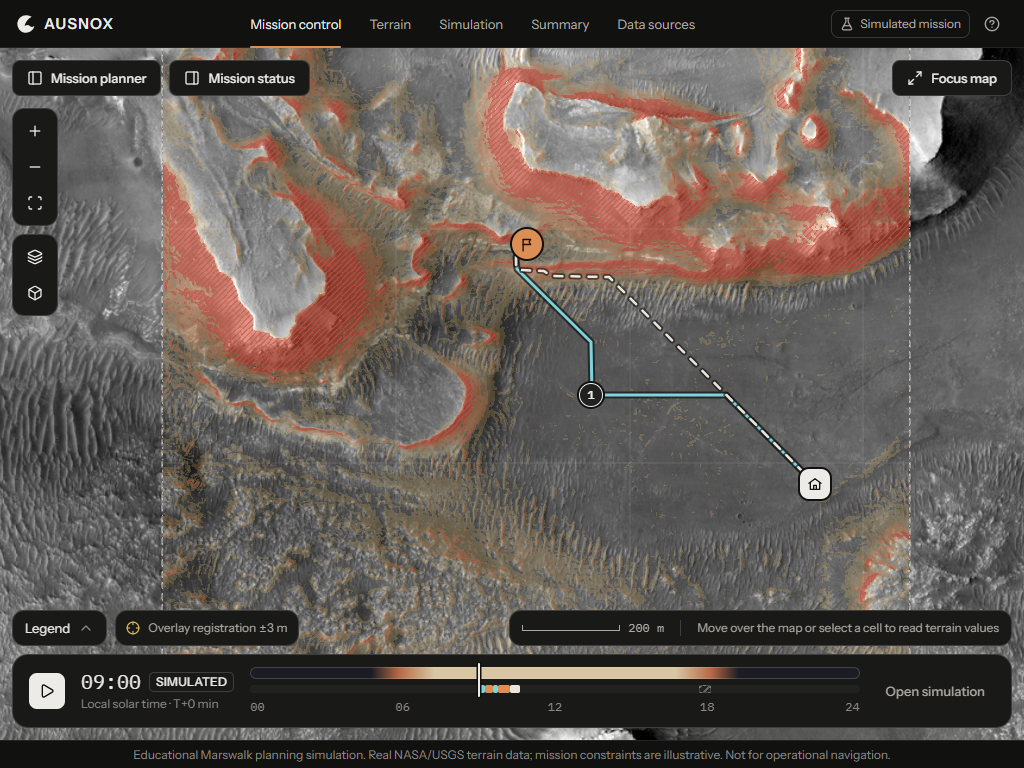 AUSNOX
Mission control
Terrain
Simulation
Summary
Data sources
Simulated mission
Mission planner
Mission status
Focus map
1
Legend
Overlay registration ±3 m
200 m
Move over the map or select a cell to read terrain values
09:00
SIMULATED
Local solar time · T+0 min
00
06
12
18
24
Open simulation
Educational Marswalk planning simulation. Real NASA/USGS terrain data; mission constraints are illustrative. Not for operational navigation.